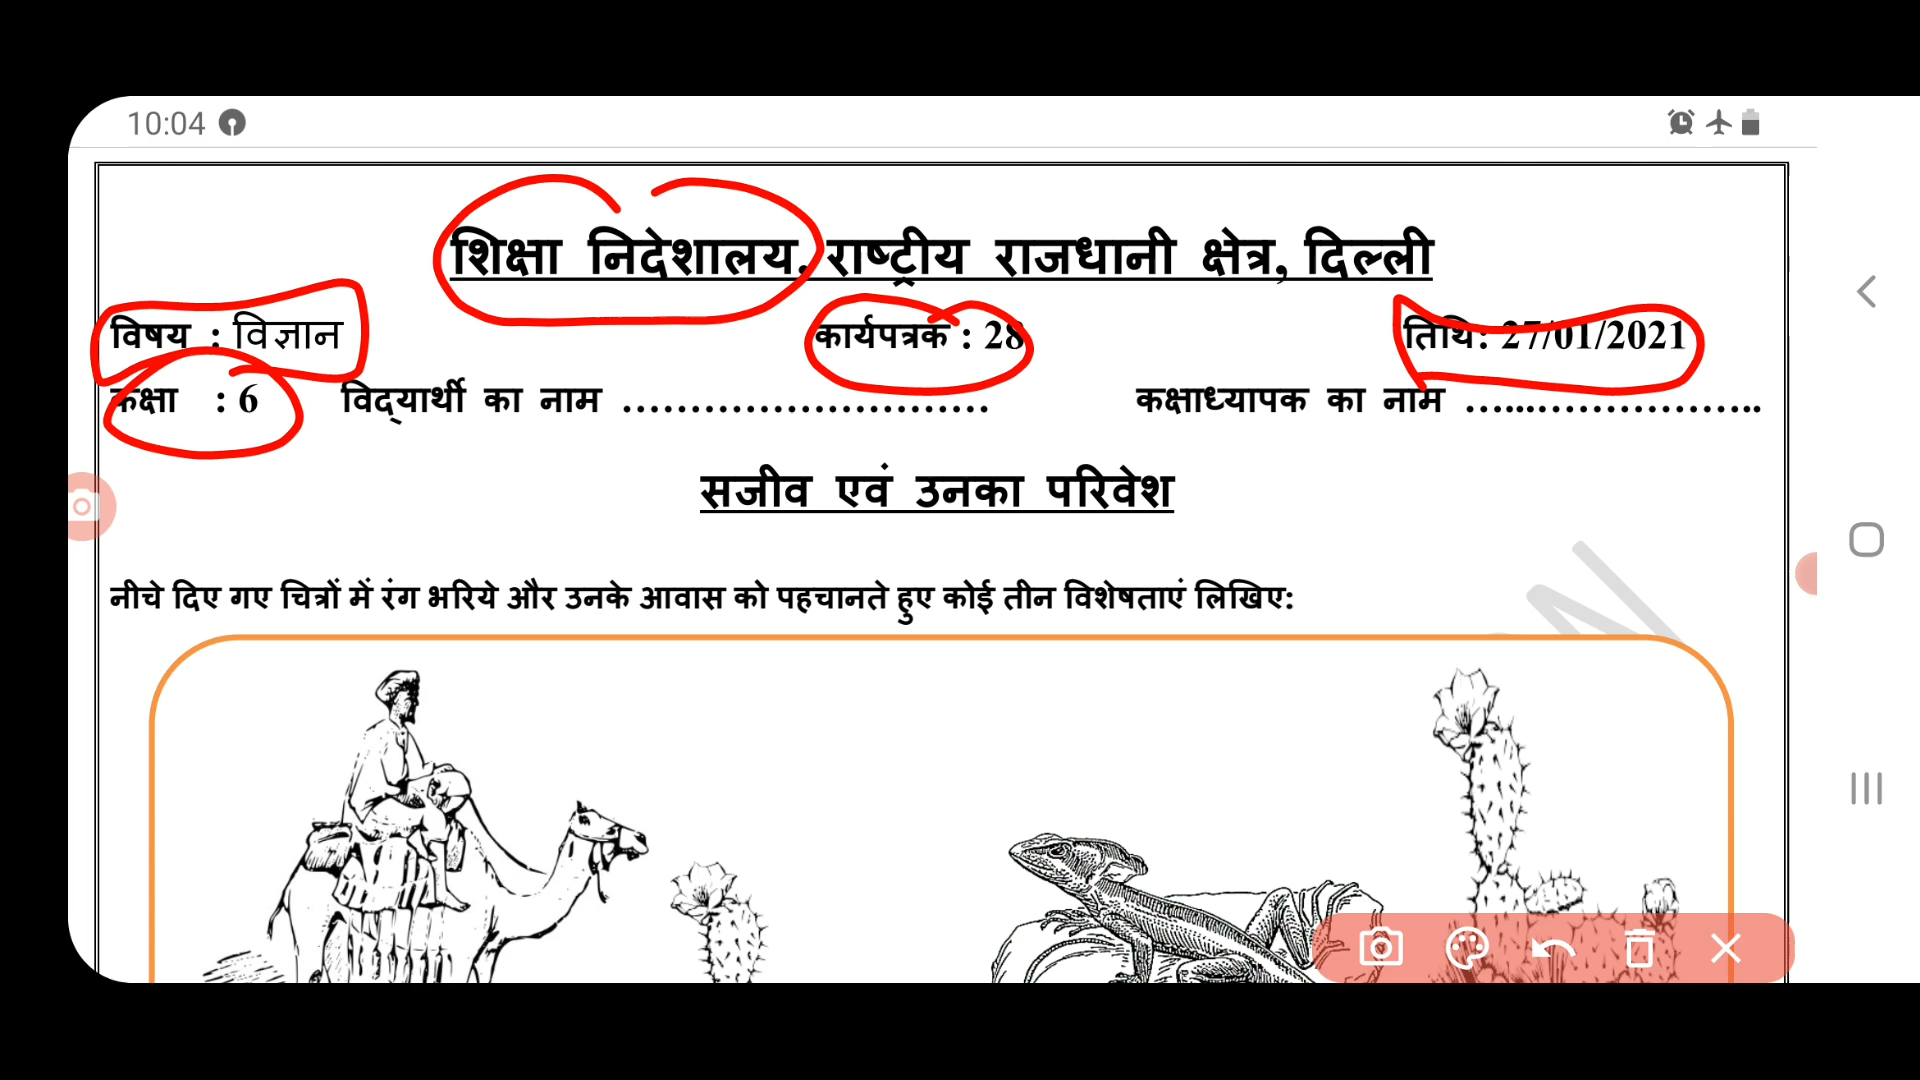 10:04
शिक्षा निदेशालय, राष्ट्रीय राजधानी क्षेत्र, दिल्ली
विषय : विज्ञान कार्यपत्रक : 28 तिथि: 27/01/2021
कक्षा : 6 विद्‌यार्थी का नाम ........................... कक्षाध्यापक का नाम ......................
सजीव एवं उनका परिवेश
नीचे दिए गए चित्रों में रंग भरिये और उनके आवास को पहचानते हुए कोई तीन विशेषताएं लिखिए: